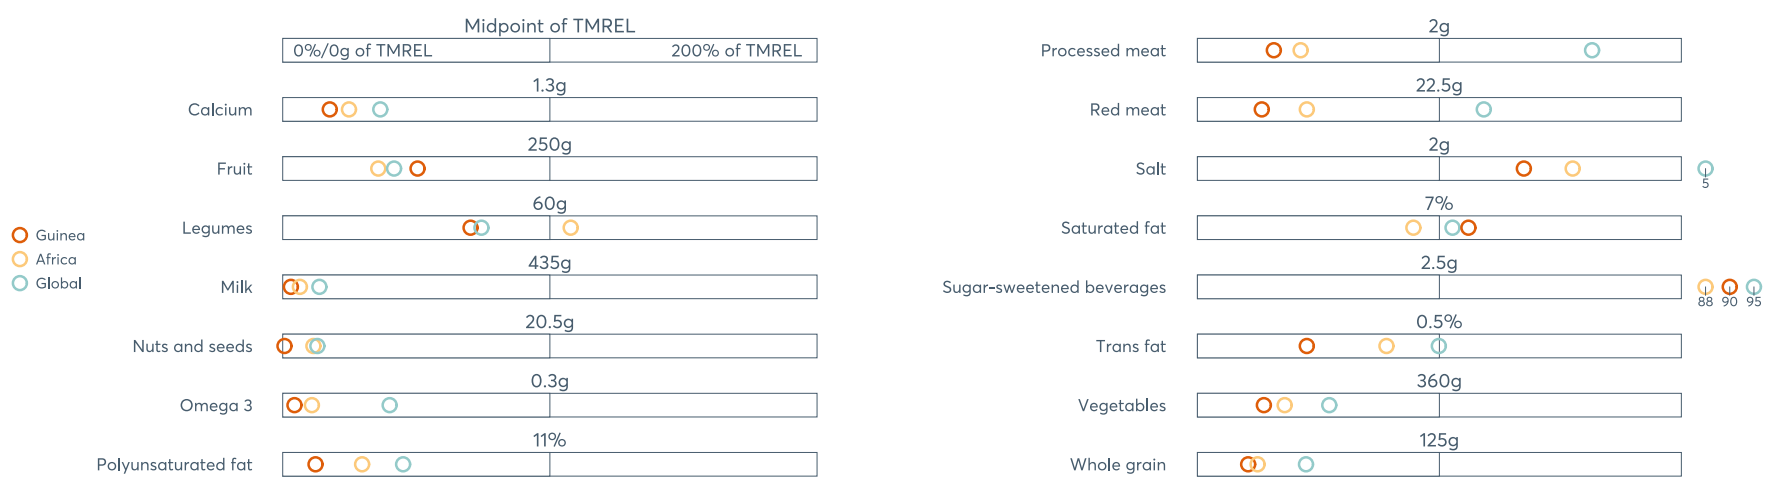 Midpoint of TMREL
0%/0g of TMREL 200% of TMREL
1.3g
Calcium
250g
Fruit
60g
Legumes
435g
Milk
20.5g
Nuts and seeds
0.3g
Omega 3
11%
Polyunsaturated fat
Guinea
Africa
Global
2g
Processed meat
22.5g
Red meat
2g
Salt
5
7%
Saturated fat
2.5g
Sugar-sweetened beverages
88 90 95
0.5%
Trans fat
360g
Vegetables
125g
Whole grain